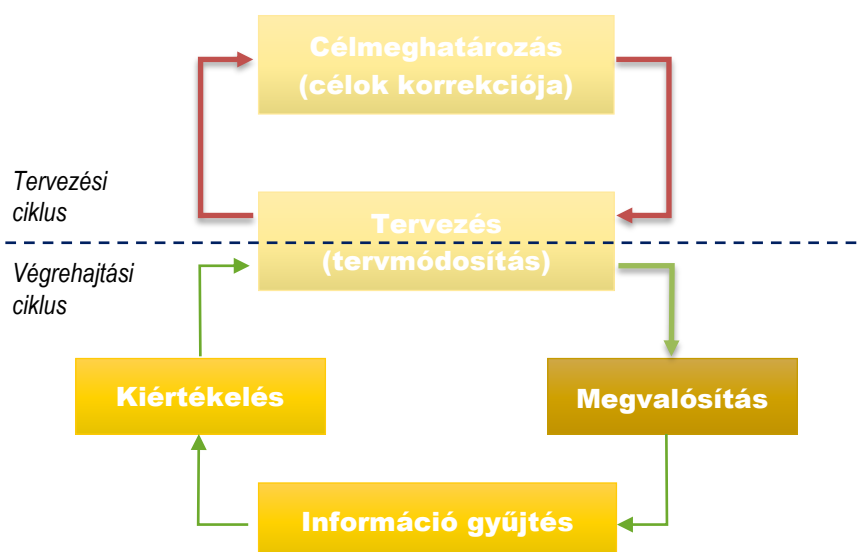 Célmeghatározás
(célok korrekciója)
Tervezési
ciklus
Tervezés
(tervmódosítás)
Végrehajtási
ciklus
Kiértékelés
Megvalósítás
Információ gyűjtés